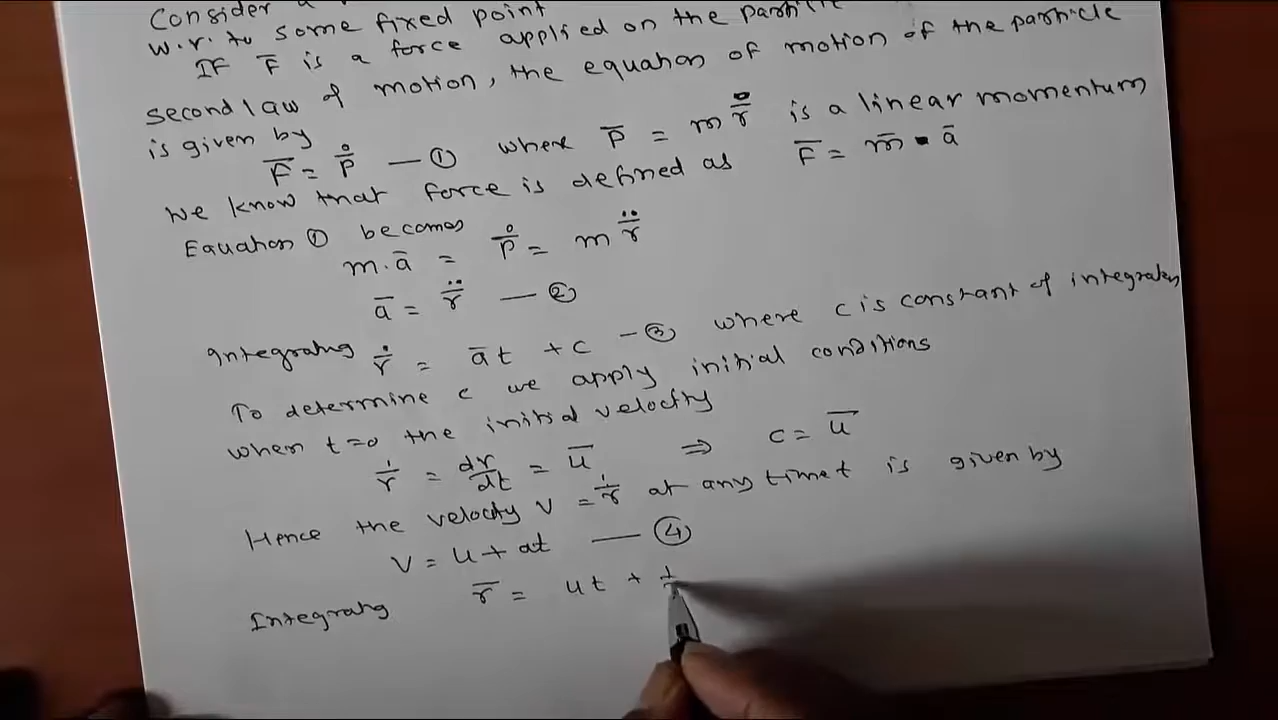 Consider a
w.r. to some fixed point
IF F̅ is a force applied on the particle
second law of motion, the equation of motion of the particle
is given by
F̅ = ṗ̅ — ① where P̅ = m ṙ̅ is a linear momentum
We know that force is defined as F̅ = m̅ · a̅
Equation ① becomes
m.a̅ = ṗ̅ = m r̈̅
a̅ = r̈̅ — ②
Integrating ṙ̅ = a̅t + c — ③ where c is constant of integration
To determine c we apply initial conditions
when t=0 the initial velocity
ṙ̅ = dr/dt = u̅ ⇒ c = u̅
Hence the velocity v = ṙ̅ at any time t is given by
v = u + at — ④
Integrating r̅ = ut + 1